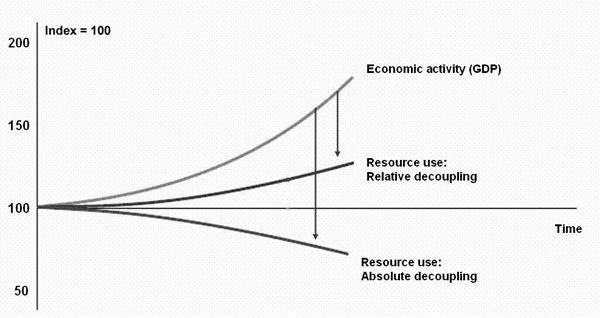 Index = 100
200
Economic activity (GDP)
150
Resource use:
Relative decoupling
100
Time
Resource use:
Absolute decoupling
50